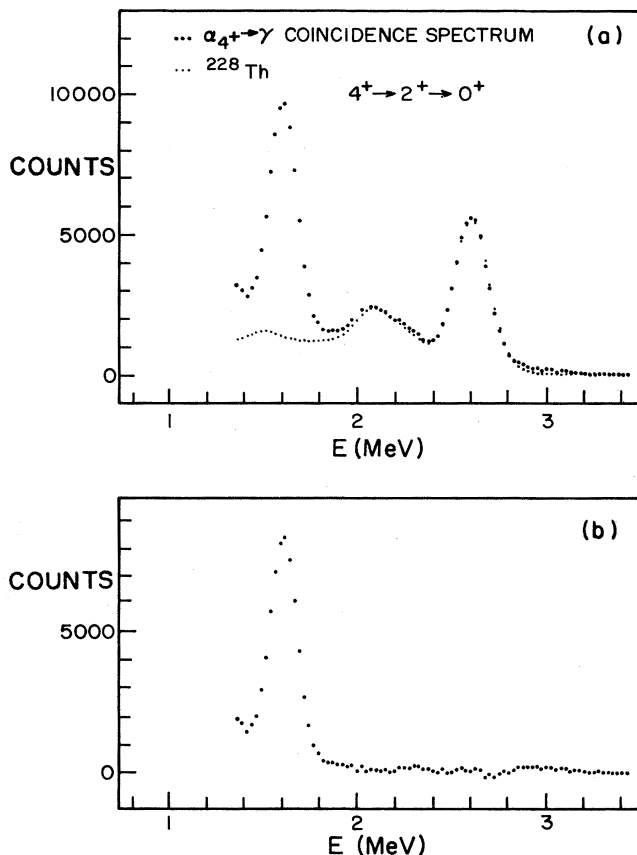 ••• α₄+→γ COINCIDENCE SPECTRUM (a)
··· ²²⁸Th
4⁺→2⁺→0⁺
10000
COUNTS
5000
0
1 2 3
E (MeV)
(b)
COUNTS
5000
0
1 2 3
E (MeV)